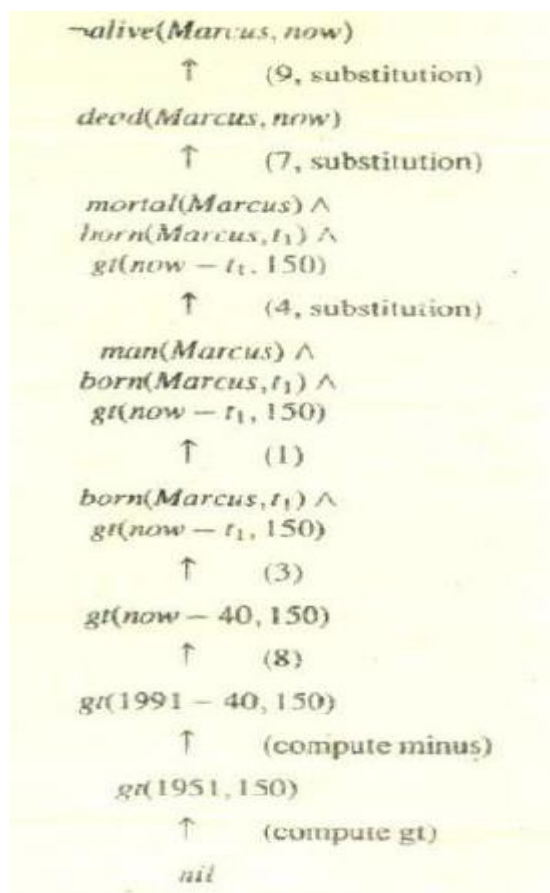 ¬alive(Marcus, now)
↑ (9, substitution)
dead(Marcus, now)
↑ (7, substitution)
mortal(Marcus) ∧
born(Marcus, t₁) ∧
gt(now − t₁, 150)
↑ (4, substitution)
man(Marcus) ∧
born(Marcus, t₁) ∧
gt(now − t₁, 150)
↑ (1)
born(Marcus, t₁) ∧
gt(now − t₁, 150)
↑ (3)
gt(now − 40, 150)
↑ (8)
gt(1991 − 40, 150)
↑ (compute minus)
gt(1951, 150)
↑ (compute gt)
nil